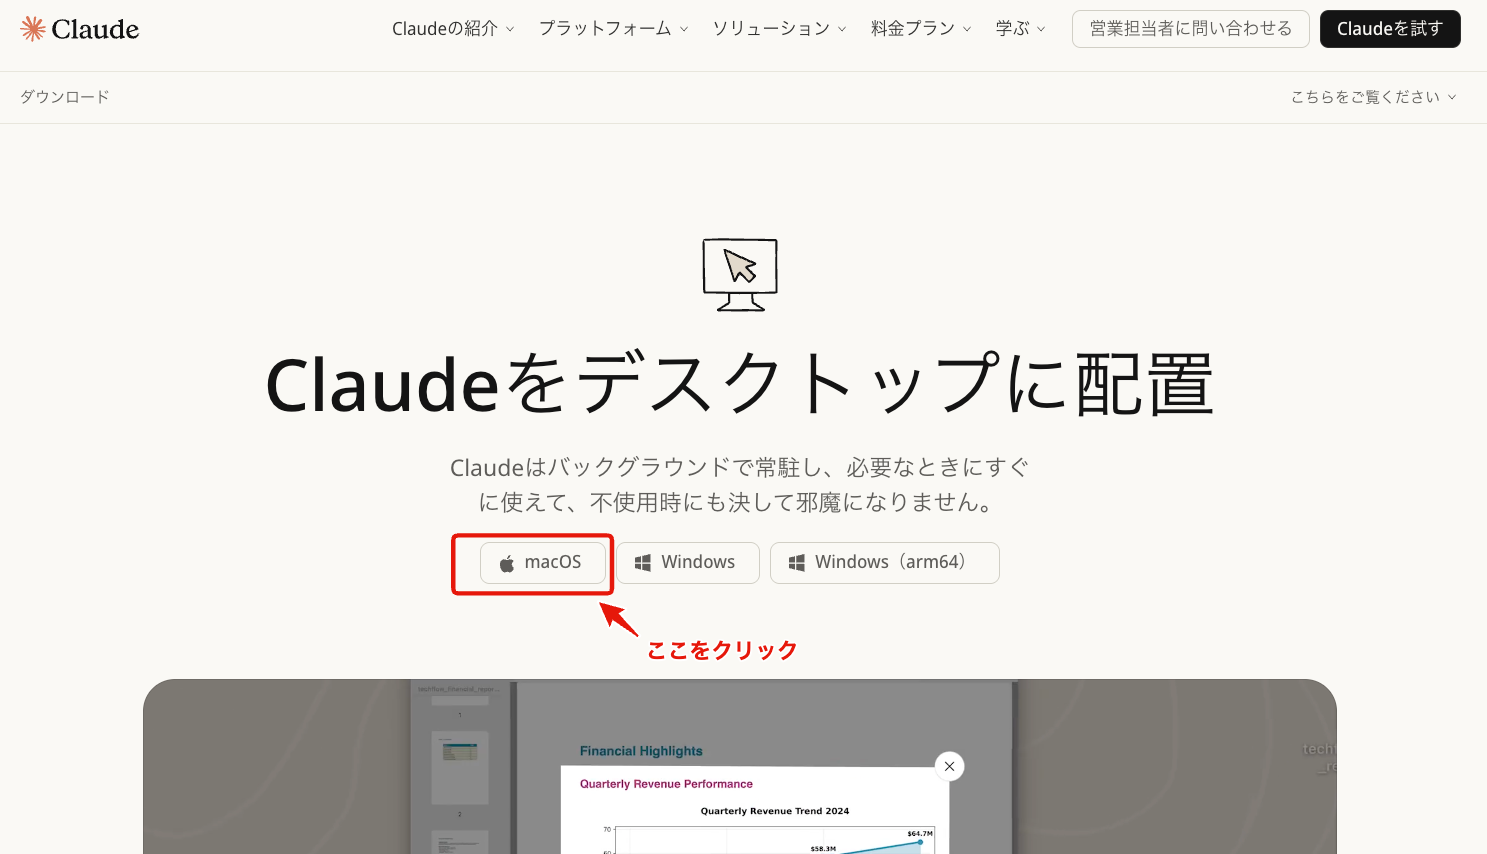 Claude
Claudeの紹介
プラットフォーム
ソリューション
料金プラン
学ぶ
営業担当者に問い合わせる
Claudeを試す
ダウンロード
こちらをご覧ください
Claudeをデスクトップに配置
Claudeはバックグラウンドで常駐し、必要なときにすぐ
に使えて、不使用時にも決して邪魔になりません。
macOS
Windows
Windows（arm64）
ここをクリック
1
2
Financial Highlights
Quarterly Revenue Performance
Quarterly Revenue Trend 2024
70
$64.7M
$58.3M
60